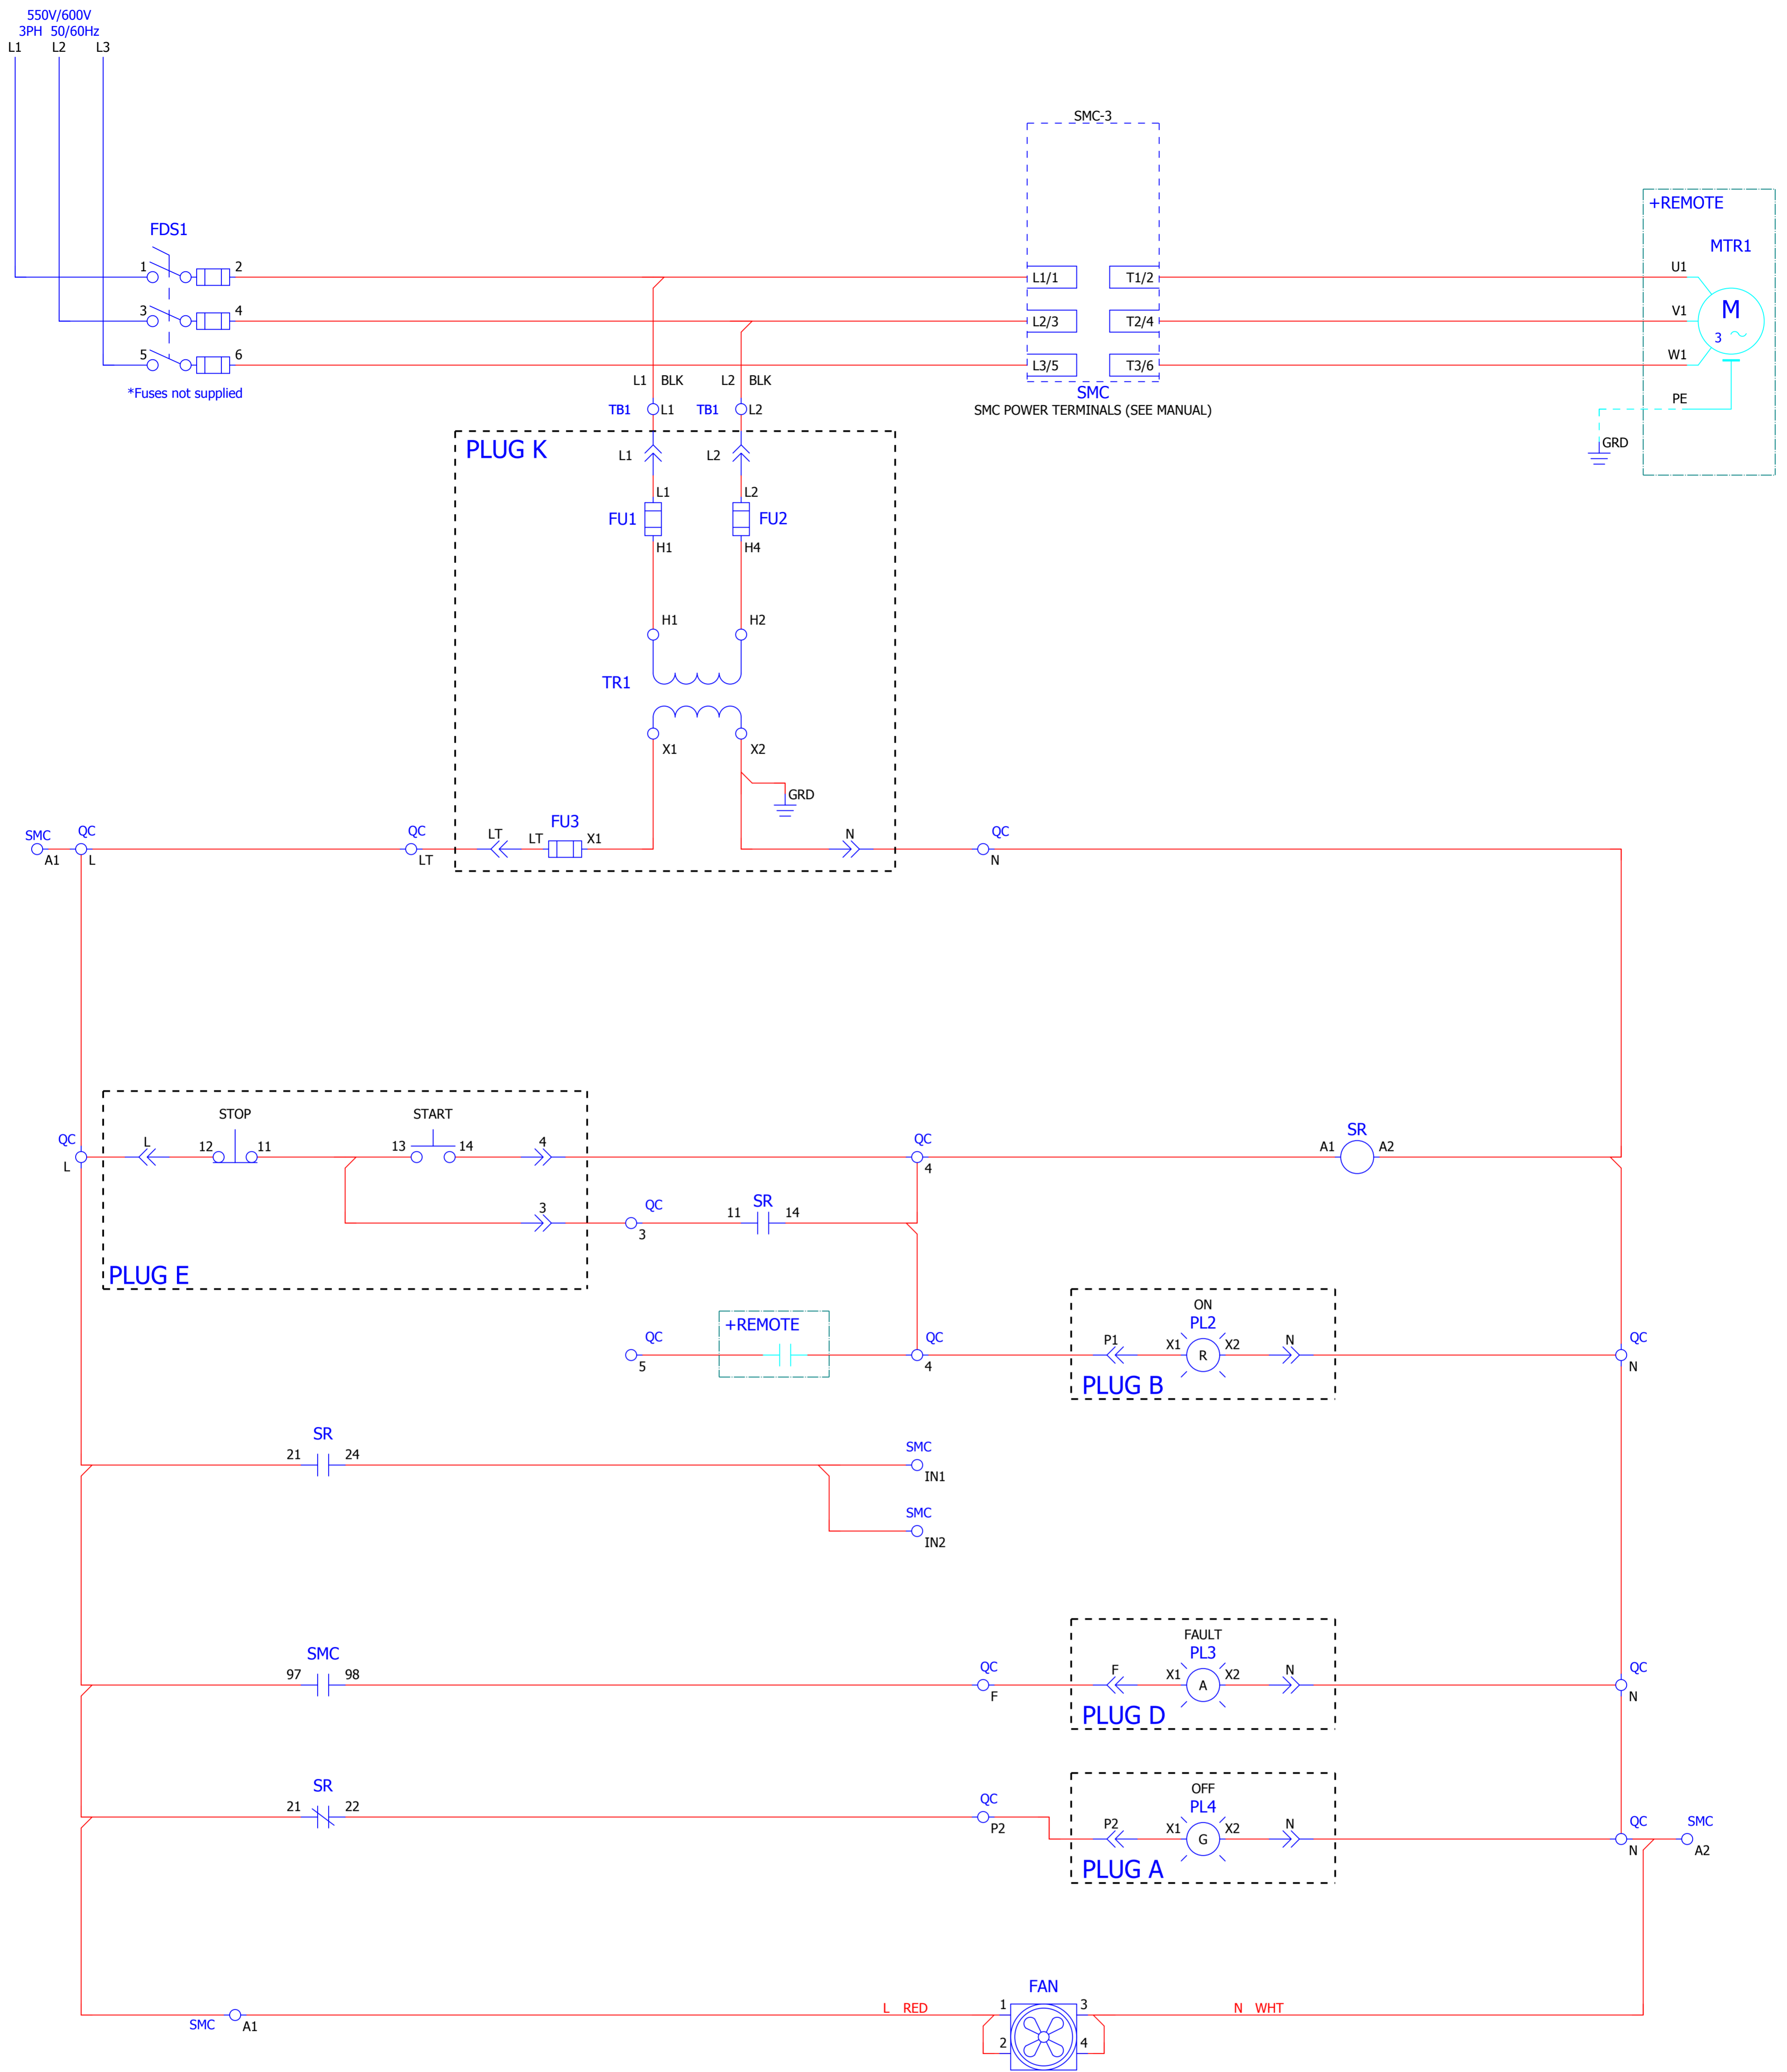 550V/600V
3PH 50/60Hz
L1 L2 L3
SMC-3
+REMOTE
FDS1
MTR1
1 2
L1/1 T1/2
U1
3 4
L2/3 T2/4
V1
M
3
5 6
L3/5 T3/6
W1
*Fuses not supplied
L1 BLK L2 BLK
SMC
SMC POWER TERMINALS (SEE MANUAL)
PE
TB1 L1 TB1 L2
GRD
PLUG K
L1 L2
L1 L2
FU1 FU2
H1 H4
H1 H2
TR1
X1 X2
GRD
FU3
SMC QC QC LT LT X1 N QC
A1 L LT N
STOP START
QC L 12 11 13 14 4 QC SR
L 4 A1 A2
3 QC 11 SR 14
3
PLUG E
+REMOTE
ON
PL2
QC QC P1 X1 R X2 N QC
5 4 N
PLUG B
SR
21 24 SMC
IN1
SMC
IN2
FAULT
PL3
SMC
97 98 QC F X1 A X2 N QC
F N
PLUG D
OFF
PL4
SR
21 22 QC
P2
P2 X1 G X2 N QC SMC
N A2
PLUG A
FAN
L RED 1 3 N WHT
SMC A1
2 4